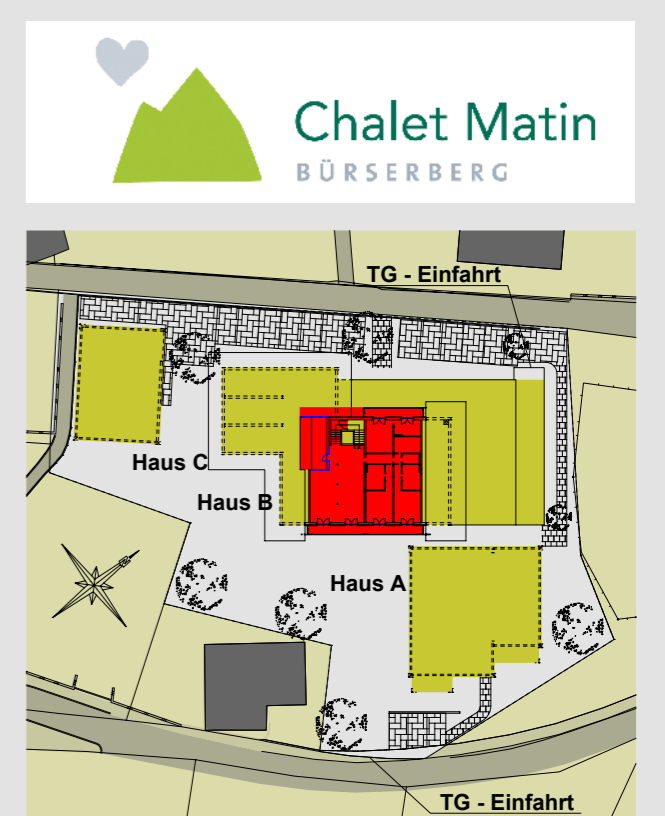 Chalet Matin
BÜRSERBERG
TG - Einfahrt
Haus C
Haus B
Haus A
TG - Einfahrt